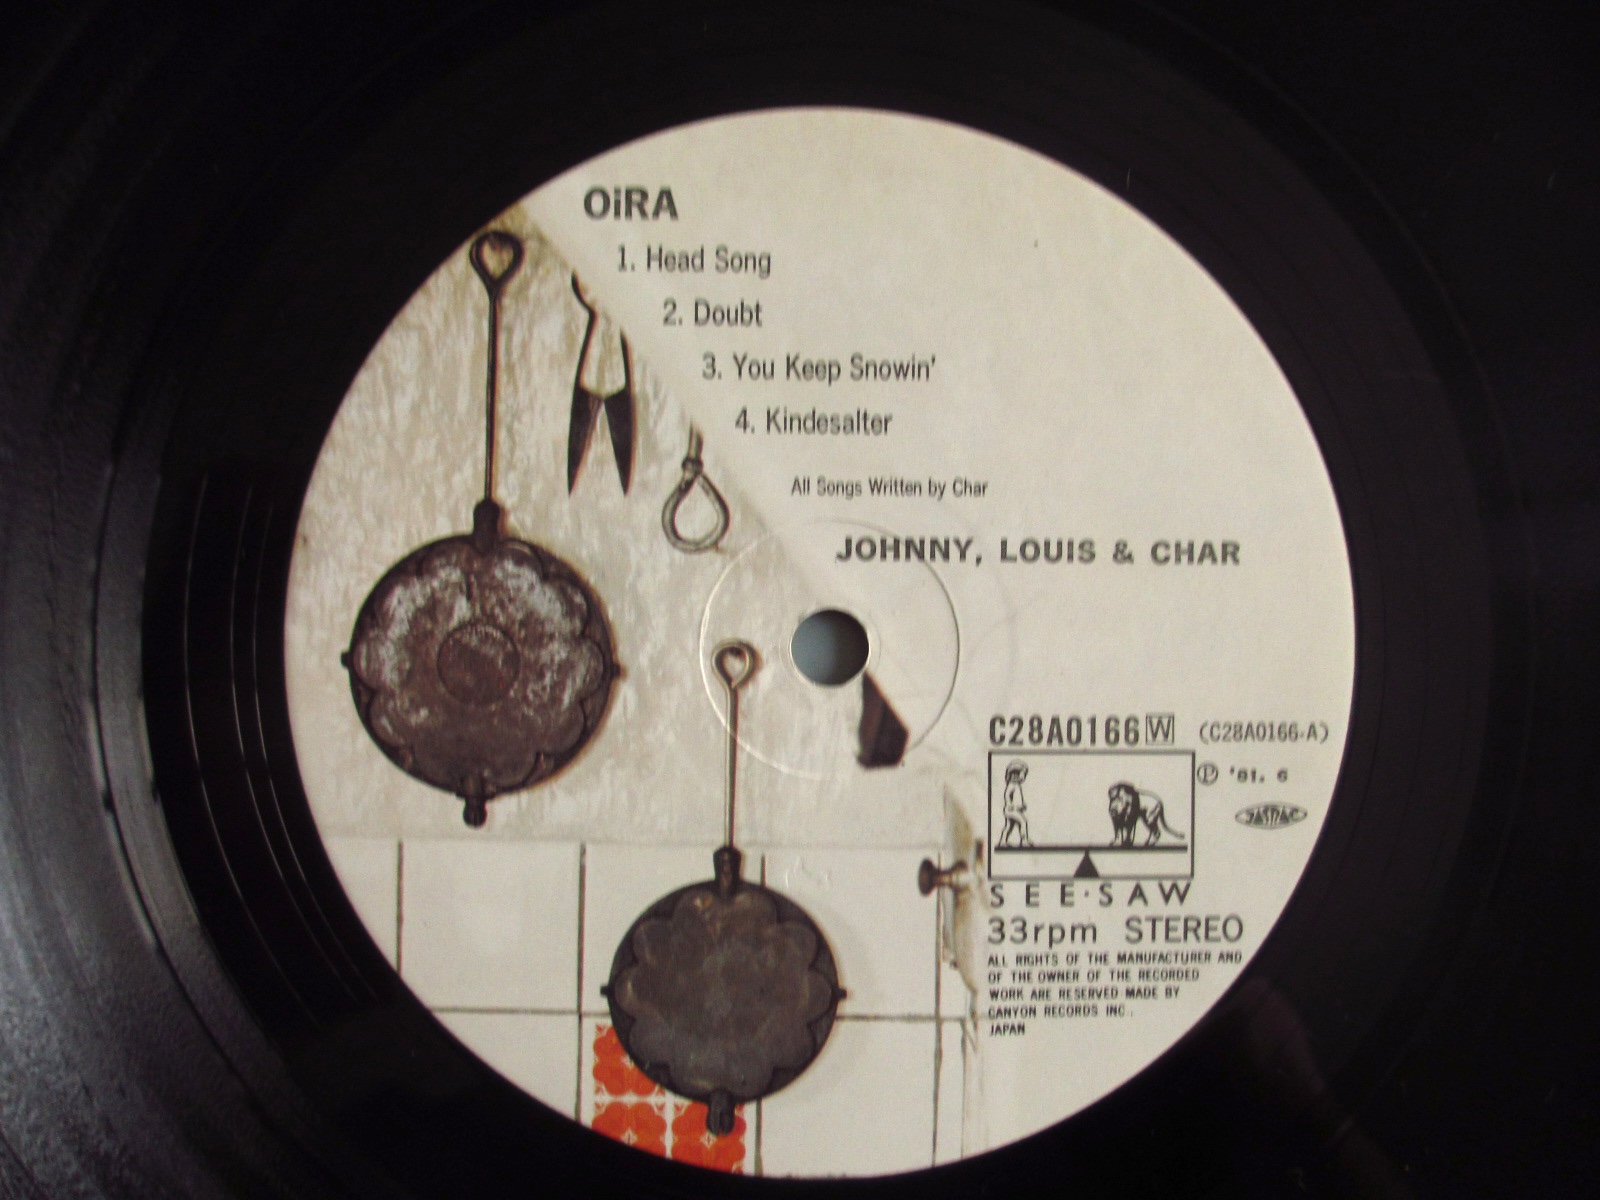 OiRA
1. Head Song
2. Doubt
3. You Keep Snowin'
4. Kindesalter
All Songs Written by Char
JOHNNY, LOUIS & CHAR
C28A0166 W (C28A0166-A)
Ⓟ '81. 6
JASRAC
SEE·SAW
33rpm STEREO
ALL RIGHTS OF THE MANUFACTURER AND
OF THE OWNER OF THE RECORDED
WORK ARE RESERVED MADE BY
CANYON RECORDS INC.
JAPAN